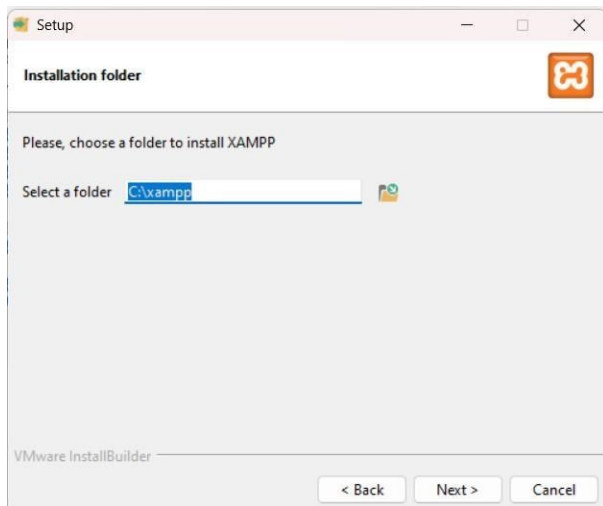 Setup
Installation folder
Please, choose a folder to install XAMPP
Select a folder C:\xampp
VMware InstallBuilder
< Back Next > Cancel